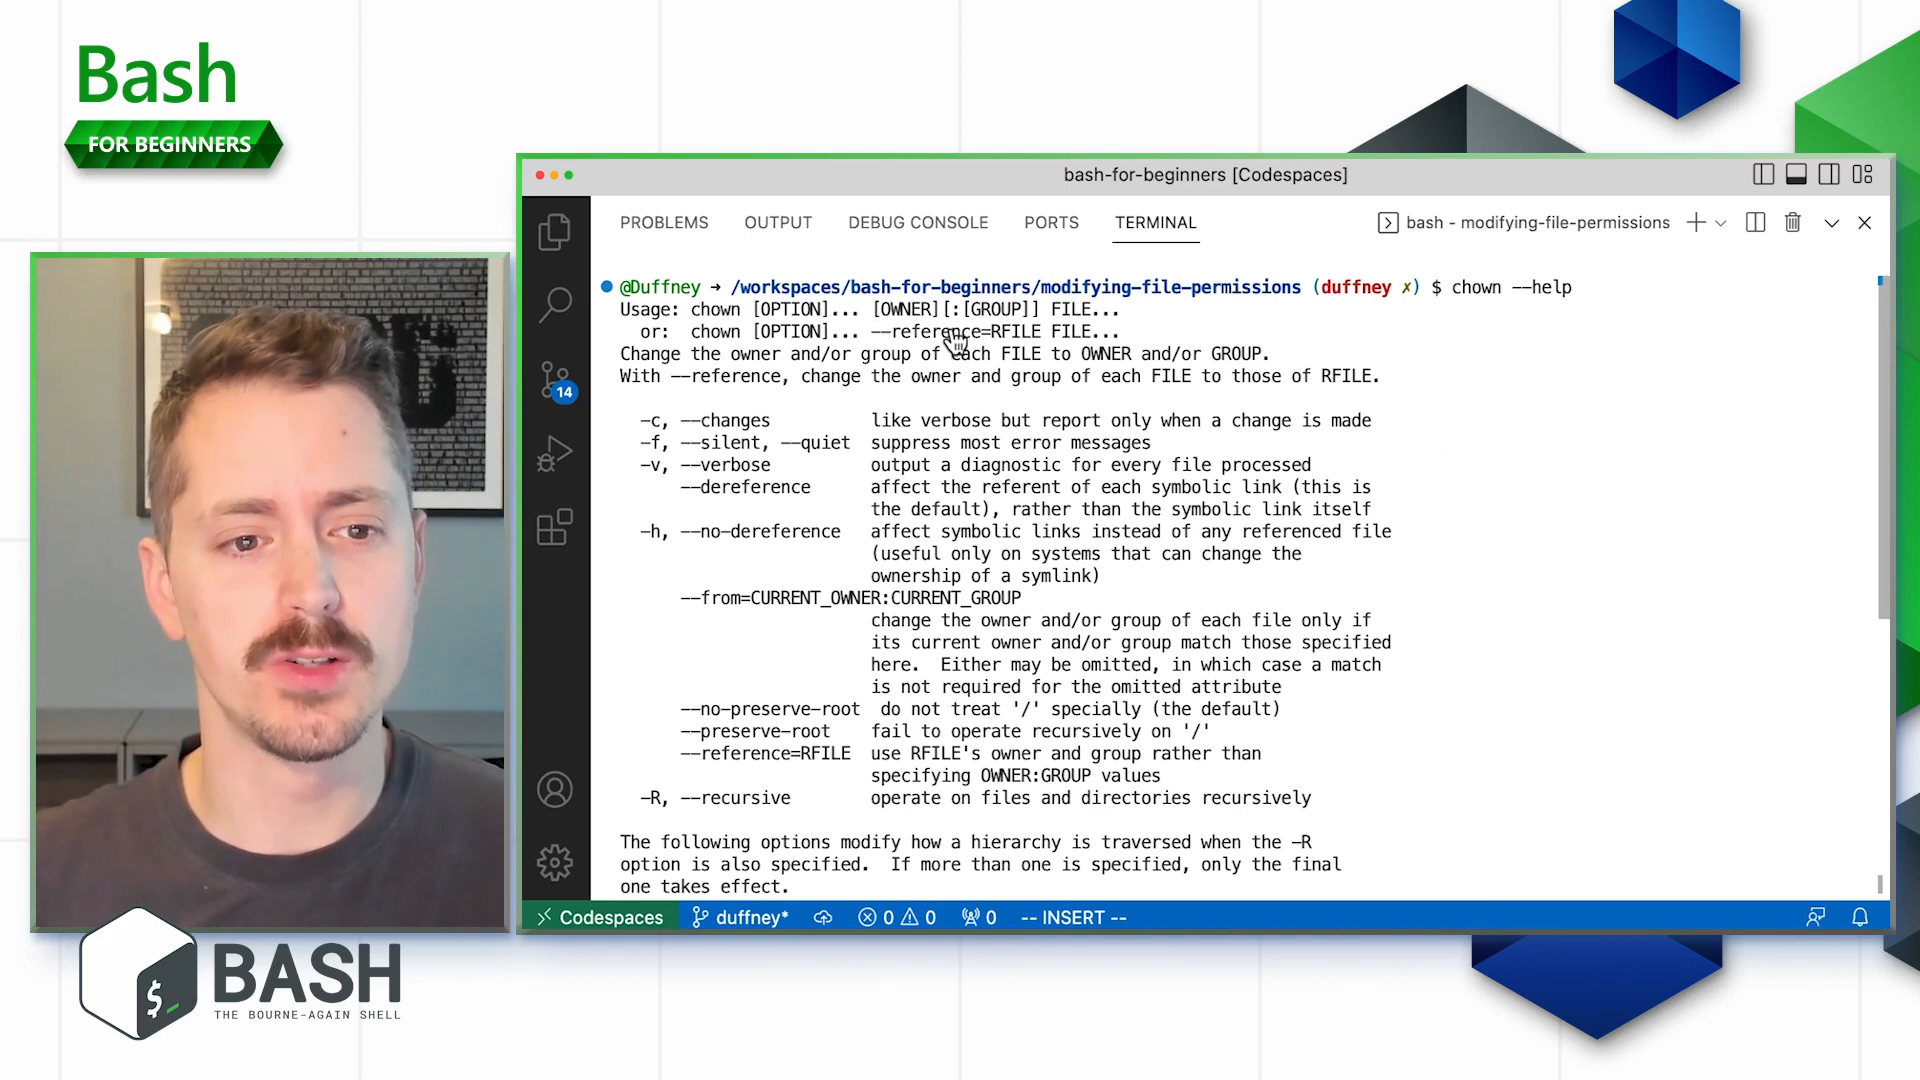 Bash
FOR BEGINNERS
bash-for-beginners [Codespaces]
PROBLEMS OUTPUT DEBUG CONSOLE PORTS TERMINAL bash - modifying-file-permissions
@Duffney ➜ /workspaces/bash-for-beginners/modifying-file-permissions (duffney ✗) $ chown --help
Usage: chown [OPTION]... [OWNER][:[GROUP]] FILE...
  or:  chown [OPTION]... --reference=RFILE FILE...
Change the owner and/or group of each FILE to OWNER and/or GROUP.
With --reference, change the owner and group of each FILE to those of RFILE.
  -c, --changes          like verbose but report only when a change is made
  -f, --silent, --quiet  suppress most error messages
  -v, --verbose          output a diagnostic for every file processed
      --dereference      affect the referent of each symbolic link (this is
                         the default), rather than the symbolic link itself
  -h, --no-dereference   affect symbolic links instead of any referenced file
                         (useful only on systems that can change the
                         ownership of a symlink)
      --from=CURRENT_OWNER:CURRENT_GROUP
                         change the owner and/or group of each file only if
                         its current owner and/or group match those specified
                         here.  Either may be omitted, in which case a match
                         is not required for the omitted attribute
      --no-preserve-root  do not treat '/' specially (the default)
      --preserve-root    fail to operate recursively on '/'
      --reference=RFILE  use RFILE's owner and group rather than
                         specifying OWNER:GROUP values
  -R, --recursive        operate on files and directories recursively
The following options modify how a hierarchy is traversed when the -R
option is also specified.  If more than one is specified, only the final
one takes effect.
14
Codespaces duffney* 0 0 0 -- INSERT --
$_
BASH
THE BOURNE-AGAIN SHELL